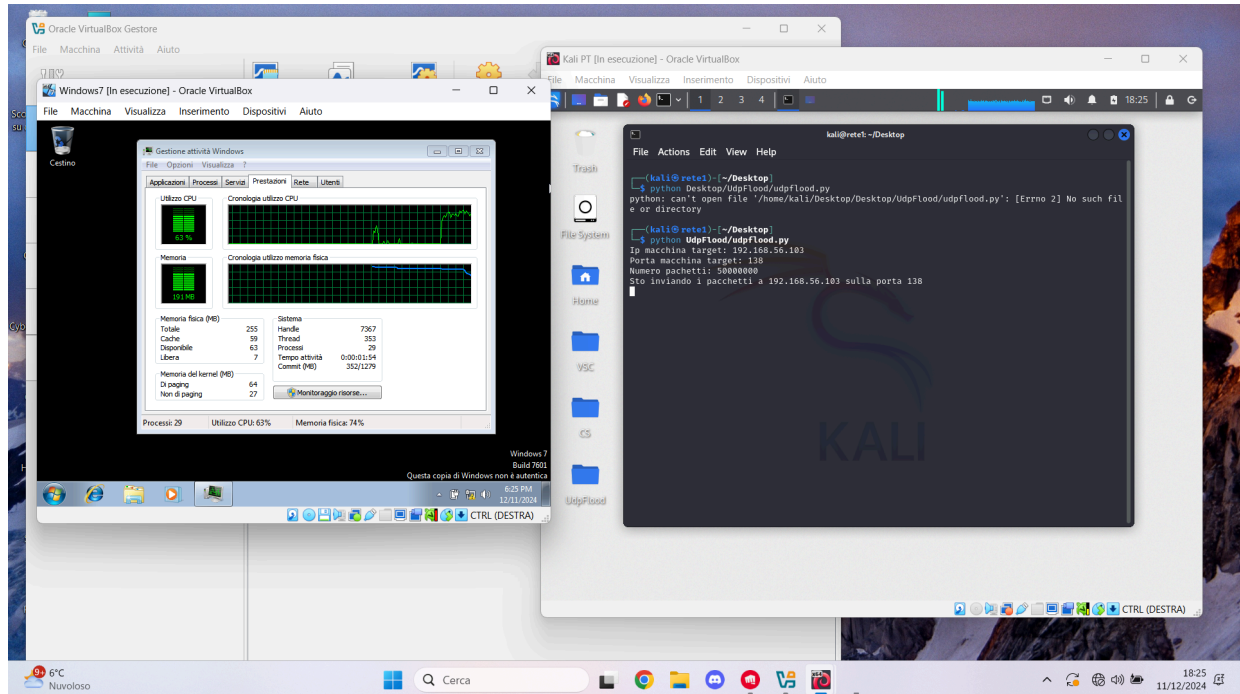 Oracle VirtualBox Gestore
File Macchina Attività Aiuto
Windows7 [In esecuzione] - Oracle VirtualBox
File Macchina Visualizza Inserimento Dispositivi Aiuto
Cestino
Gestione attività Windows
File Opzioni Visualizza ?
Applicazioni Processi Servizi Prestazioni Rete Utenti
Utilizzo CPU
Cronologia utilizzo CPU
63 %
Memoria
Cronologia utilizzo memoria fisica
191 MB
Memoria fisica (MB)
Totale 255
Cache 59
Disponibile 63
Libera 7
Memoria del kernel (MB)
Di paging 64
Non di paging 27
Sistema
Handle 7367
Thread 353
Processi 29
Tempo attività 0:00:01:54
Commit (MB) 352/1279
Monitoraggio risorse...
Processi: 29 Utilizzo CPU: 63% Memoria fisica: 74%
Windows 7
Build 7601
Questa copia di Windows non è autentica
6:25 PM
12/11/2024
CTRL (DESTRA)
Kali PT [In esecuzione] - Oracle VirtualBox
File Macchina Visualizza Inserimento Dispositivi Aiuto
1 2 3 4
18:25
Trash
File System
Home
VSC
CS
UdpFlood
kali@rete1: ~/Desktop
File Actions Edit View Help
┌──(kali㉿rete1)-[~/Desktop]
└─$ python Desktop/UdpFlood/udpflood.py
python: can't open file '/home/kali/Desktop/Desktop/UdpFlood/udpflood.py': [Errno 2] No such fil
e or directory
┌──(kali㉿rete1)-[~/Desktop]
└─$ python UdpFlood/udpflood.py
Ip macchina target: 192.168.56.103
Porta macchina target: 138
Numero pachetti: 50000000
Sto inviando i pacchetti a 192.168.56.103 sulla porta 138
KALI
CTRL (DESTRA)
9+
6°C
Nuvoloso
Cerca
18:25
11/12/2024